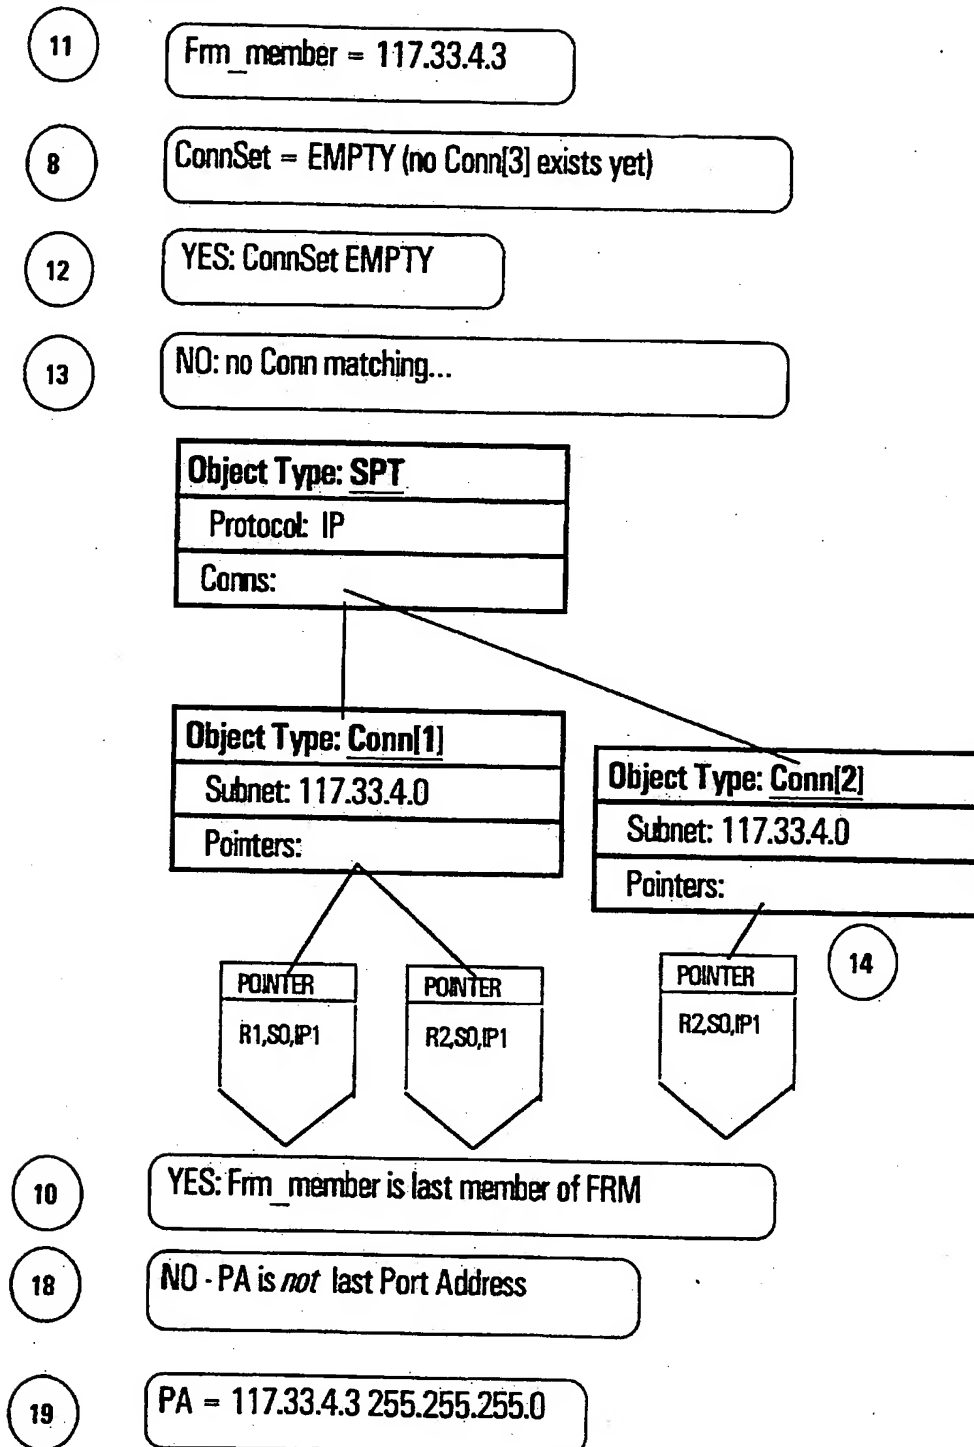 11
Frm_member = 117.33.4.3
8
ConnSet = EMPTY (no Conn[3] exists yet)
12
YES: ConnSet EMPTY
13
NO: no Conn matching...
Object Type: SPT
Protocol: IP
Conns:
Object Type: Conn[1]
Subnet: 117.33.4.0
Pointers:
Object Type: Conn[2]
Subnet: 117.33.4.0
Pointers:
14
POINTER
R1,S0,IP1
POINTER
R2,S0,IP1
POINTER
R2,S0,IP1
10
YES: Frm_member is last member of FRM
18
NO - PA is not last Port Address
19
PA = 117.33.4.3 255.255.255.0